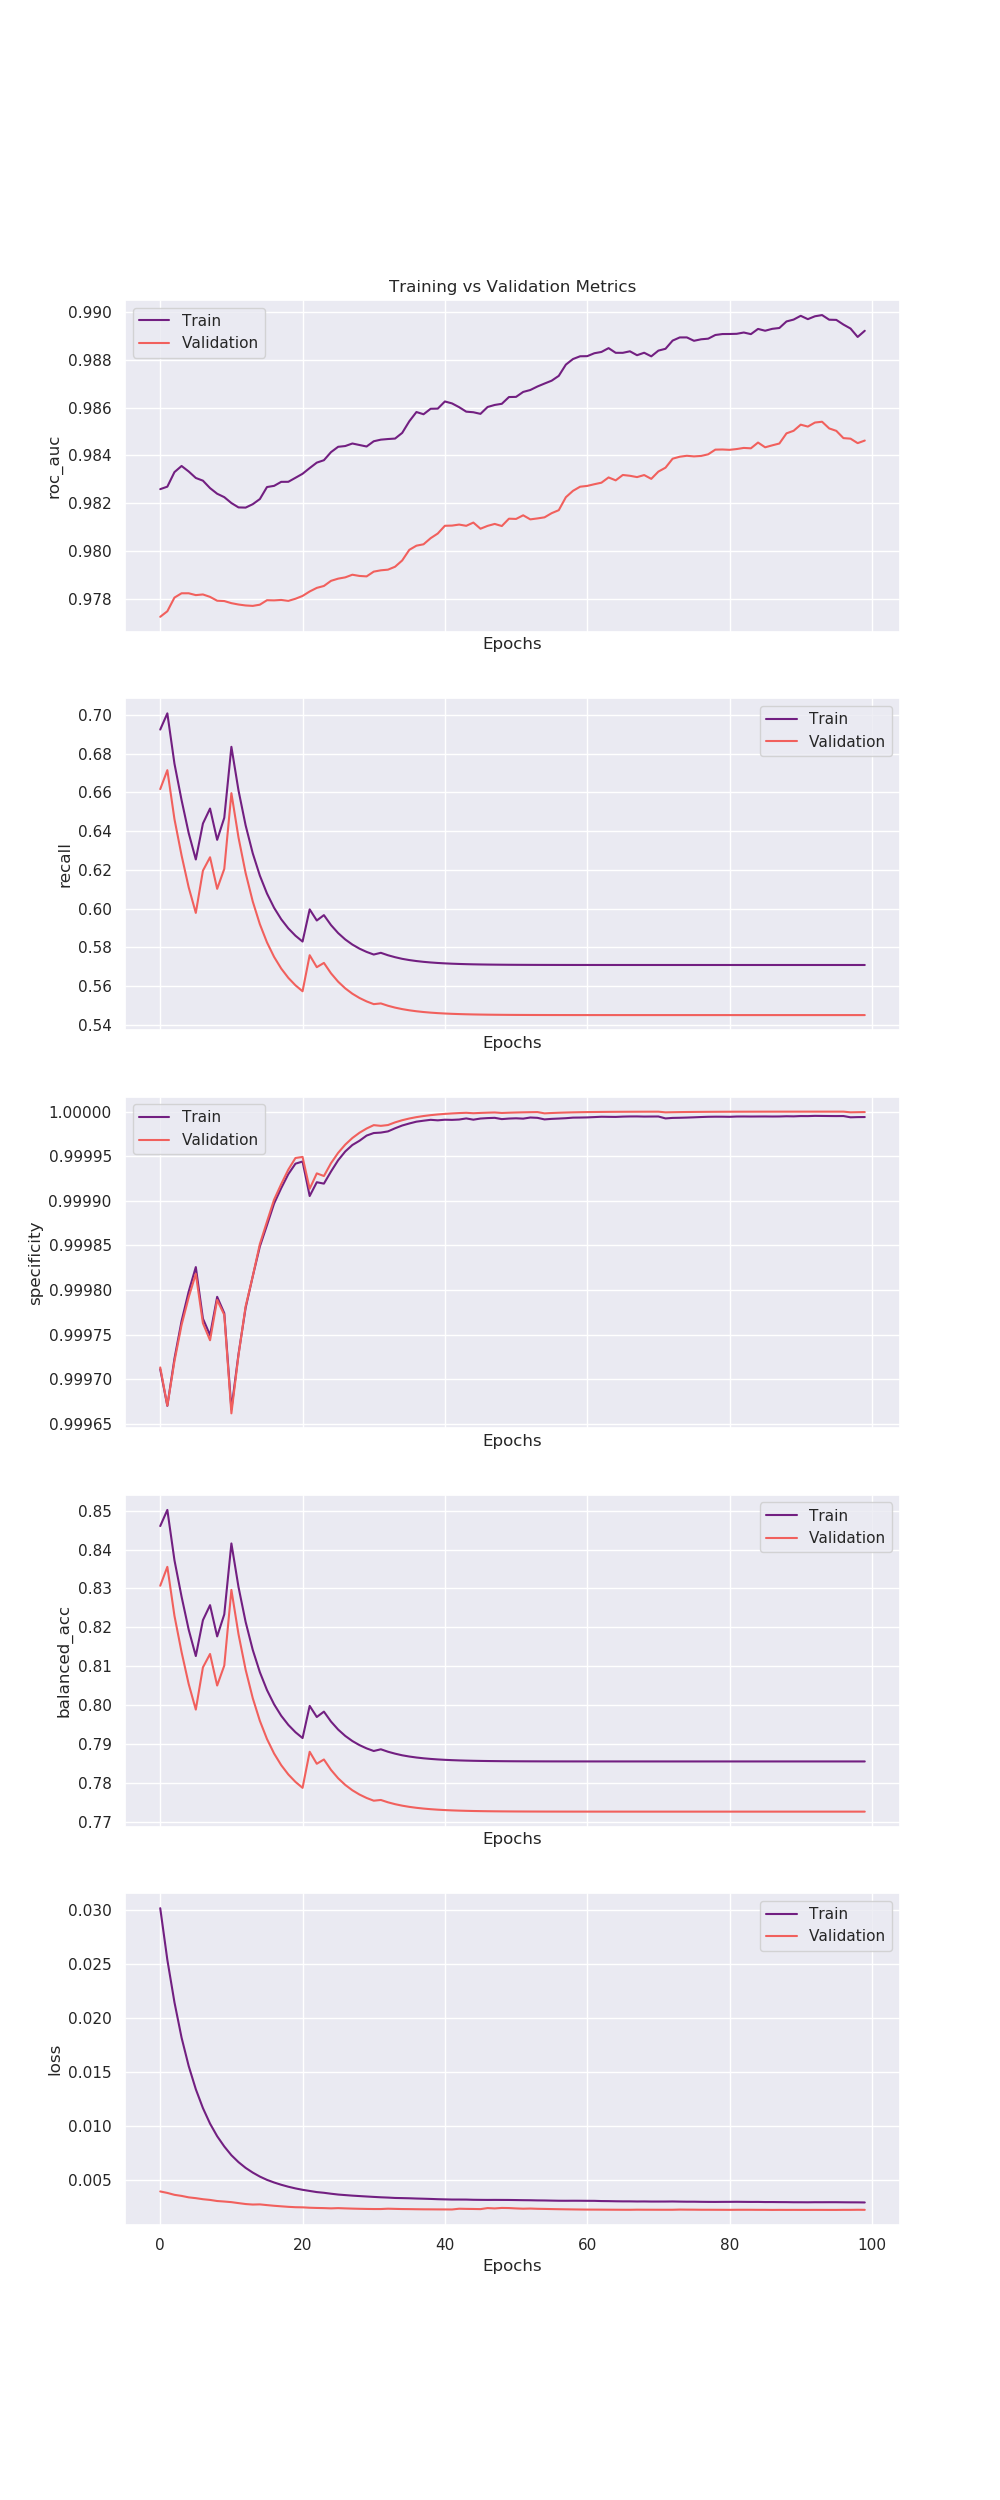 Training vs Validation Metrics
0.990
0.988
0.986
0.984
0.982
0.980
0.978
roc_auc
Train
Validation
Epochs
0.70
0.68
0.66
0.64
0.62
0.60
0.58
0.56
0.54
recall
Train
Validation
Epochs
1.00000
0.99995
0.99990
0.99985
0.99980
0.99975
0.99970
0.99965
specificity
Train
Validation
Epochs
0.85
0.84
0.83
0.82
0.81
0.80
0.79
0.78
0.77
balanced_acc
Train
Validation
Epochs
0.030
0.025
0.020
0.015
0.010
0.005
loss
Train
Validation
0 20 40 60 80 100
Epochs